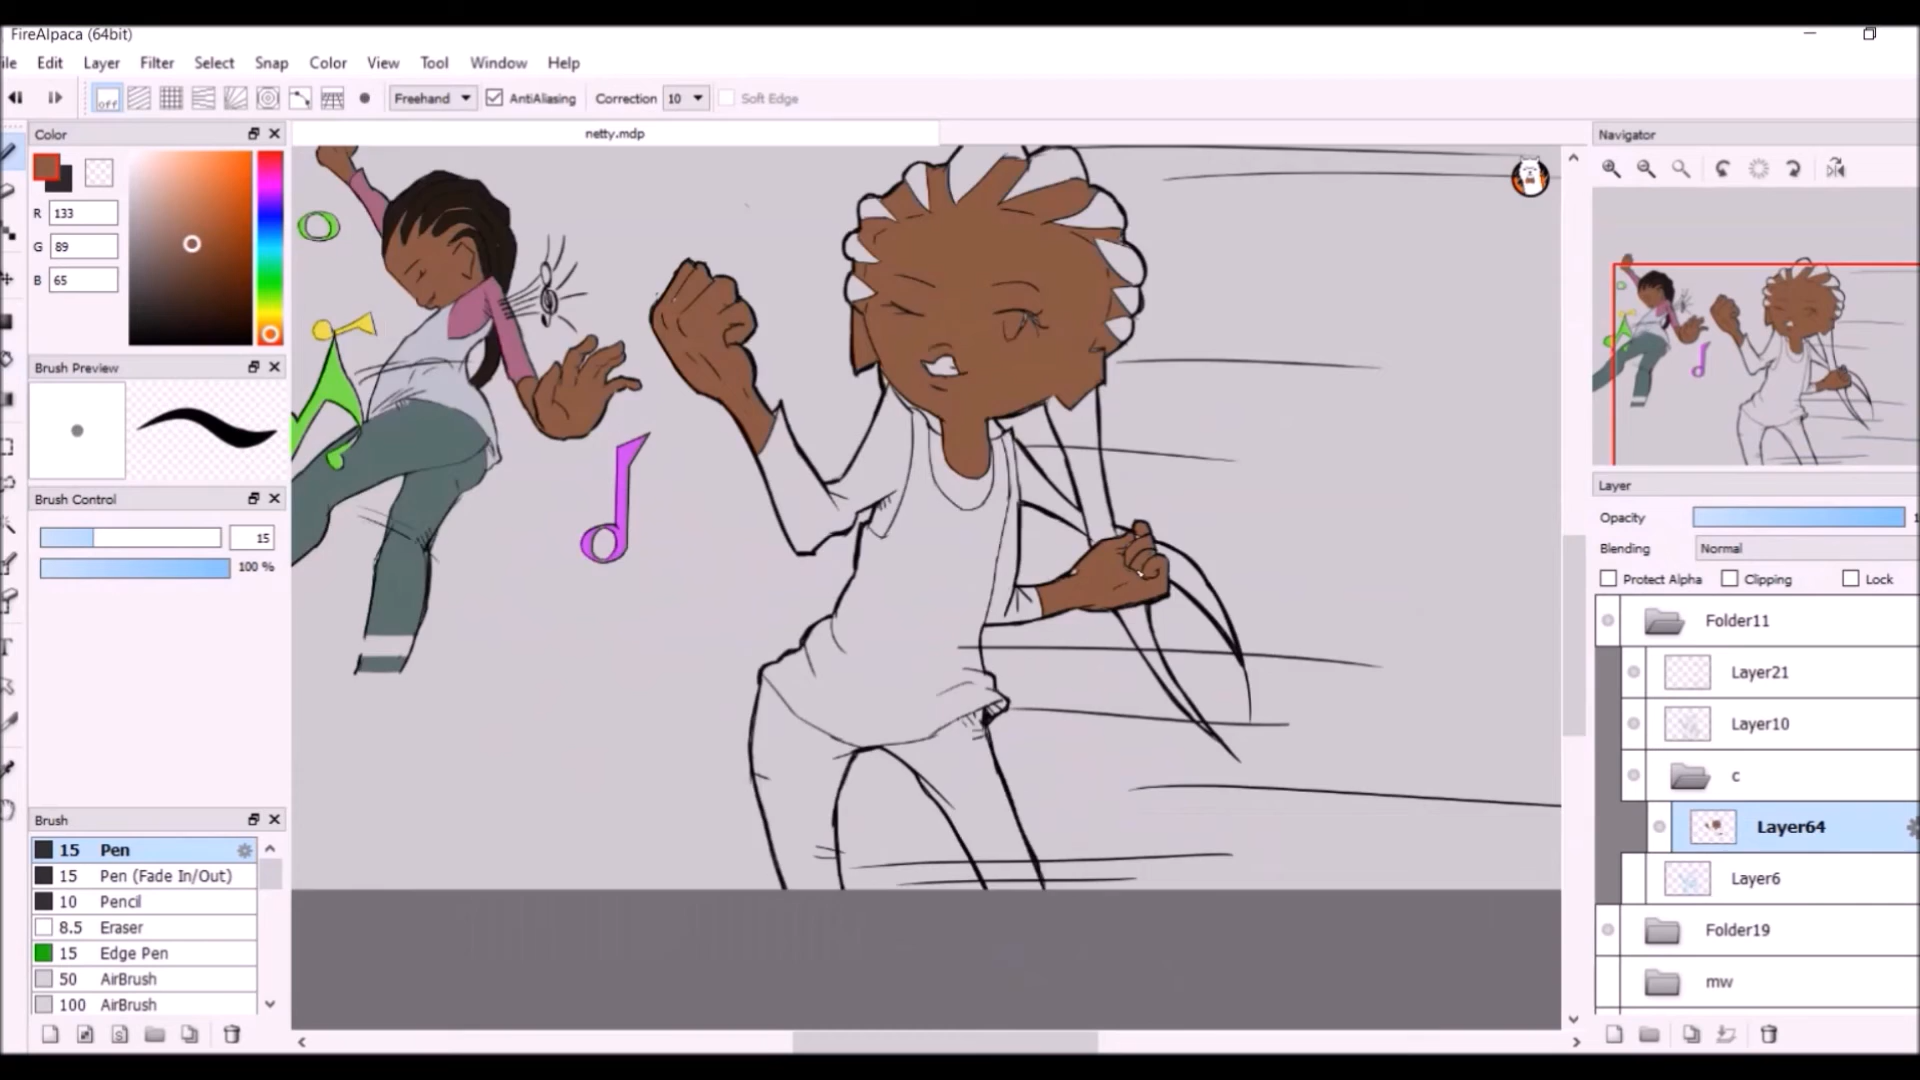 FireAlpaca (64bit)
ile Edit Layer Filter Select Snap Color View Tool Window Help
off Freehand AntiAliasing Correction 10 Soft Edge
Color
netty.mdp
Navigator
R 133
G 89
B 65
Brush Preview
Brush Control
15
100 %
Layer
Opacity 1
Blending Normal
Protect Alpha Clipping Lock
Folder11
Layer21
Layer10
c
Layer64
Layer6
Folder19
mw
Brush
15 Pen
15 Pen (Fade In/Out)
10 Pencil
8.5 Eraser
15 Edge Pen
50 AirBrush
100 AirBrush